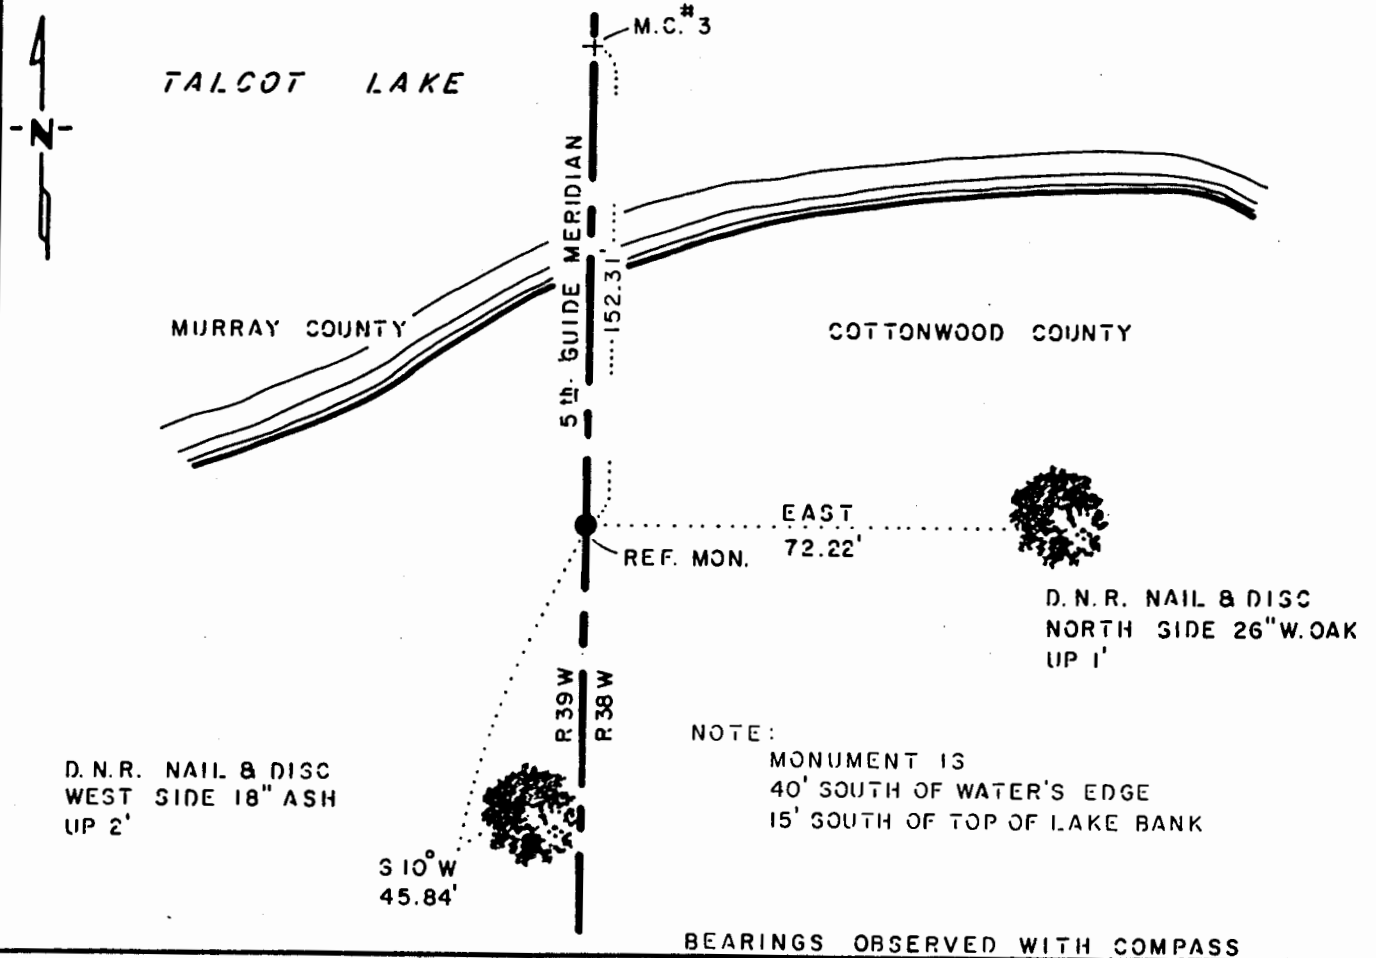 M.C.#3
TALCOT LAKE
N
5th. GUIDE MERIDIAN
152.31'
MURRAY COUNTY
COTTONWOOD COUNTY
EAST
72.22'
REF. MON.
D.N.R. NAIL & DISC
NORTH SIDE 26" W. OAK
UP 1'
R 39 W
R 38 W
NOTE:
MONUMENT IS
40' SOUTH OF WATER'S EDGE
15' SOUTH OF TOP OF LAKE BANK
D.N.R. NAIL & DISC
WEST SIDE 18" ASH
UP 2'
S 10° W
45.84'
BEARINGS OBSERVED WITH COMPASS